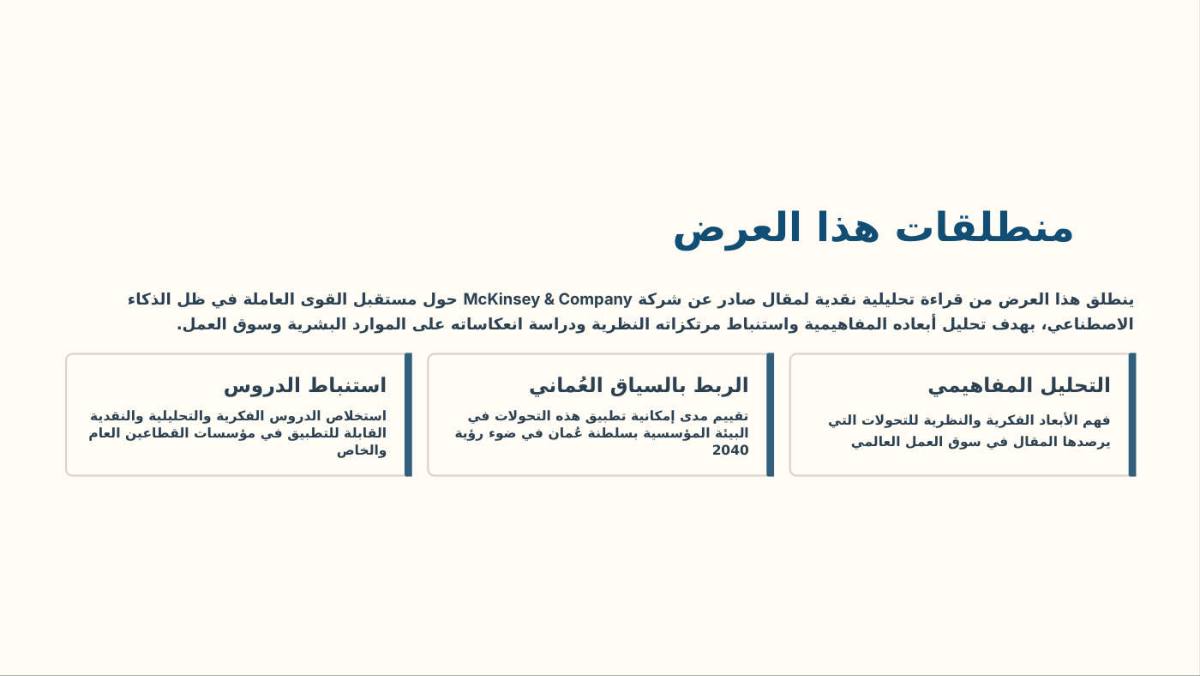 منطلقات هذا العرض
ينطلق هذا العرض من قراءة تحليلية نقدية لمقال صادر عن شركة McKinsey & Company حول مستقبل القوى العاملة في ظل الذكاء
الاصطناعي، بهدف تحليل أبعاده المفاهيمية واستنباط مرتكزاته النظرية ودراسة انعكاساته على الموارد البشرية وسوق العمل.
التحليل المفاهيمي
فهم الأبعاد الفكرية والنظرية للتحولات التي
يرصدها المقال في سوق العمل العالمي
الربط بالسياق العُماني
تقييم مدى إمكانية تطبيق هذه التحولات في
البيئة المؤسسية بسلطنة عُمان في ضوء رؤية
2040
استنباط الدروس
استخلاص الدروس الفكرية والتحليلية والنقدية
القابلة للتطبيق في مؤسسات القطاعين العام
والخاص